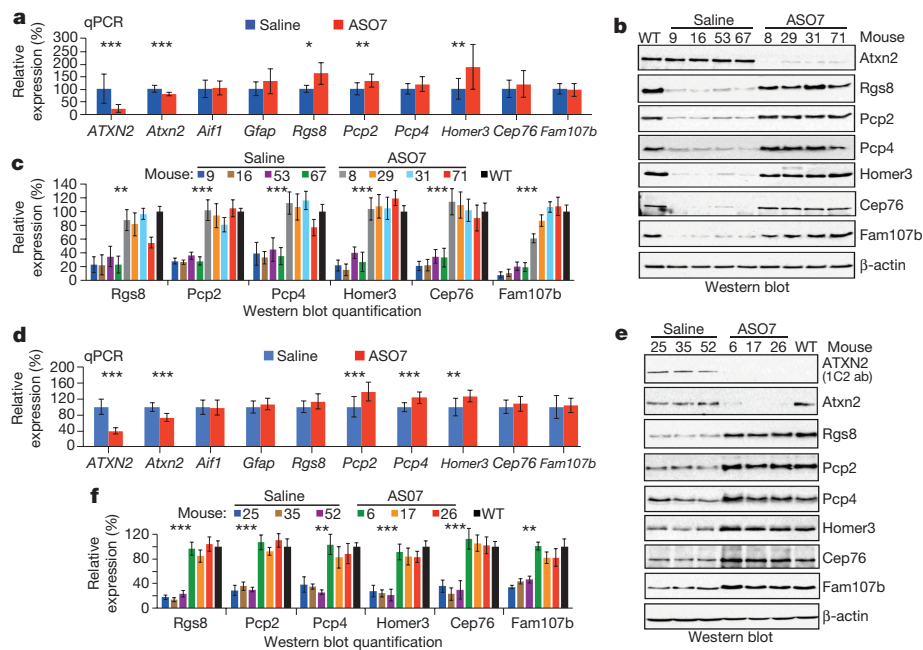 a
qPCR
Saline
ASO7
Relative expression (%)
300
250
200
150
100
50
0
*** *** * ** **
ATXN2 Atxn2 Aif1 Gfap Rgs8 Pcp2 Pcp4 Homer3 Cep76 Fam107b
b
Saline ASO7
WT 9 16 53 67 8 29 31 71 Mouse
Atxn2
Rgs8
Pcp2
Pcp4
Homer3
Cep76
Fam107b
β-actin
Western blot
c
Saline ASO7
Mouse: 9 16 53 67 8 29 31 71 WT
Relative expression (%)
140
120
100
80
60
40
20
0
** *** *** *** *** ***
Rgs8 Pcp2 Pcp4 Homer3 Cep76 Fam107b
Western blot quantification
d
qPCR
Saline
ASO7
Relative expression (%)
200
160
120
80
40
0
*** *** *** *** **
ATXN2 Atxn2 Aif1 Gfap Rgs8 Pcp2 Pcp4 Homer3 Cep76 Fam107b
e
Saline ASO7
25 35 52 6 17 26 WT Mouse
ATXN2
(1C2 ab)
Atxn2
Rgs8
Pcp2
Pcp4
Homer3
Cep76
Fam107b
β-actin
Western blot
f
Saline AS07
Mouse: 25 35 52 6 17 26 WT
Relative expression (%)
120
80
40
0
*** *** ** *** *** **
Rgs8 Pcp2 Pcp4 Homer3 Cep76 Fam107b
Western blot quantification